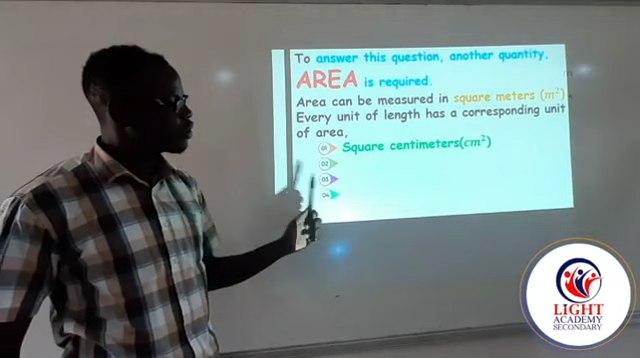 To answer this question, another quantity,
AREA is required.
Area can be measured in square meters (m²).
Every unit of length has a corresponding unit
of area,
01 Square centimeters(cm²)
02
03
04
LIGHT
ACADEMY
SECONDARY